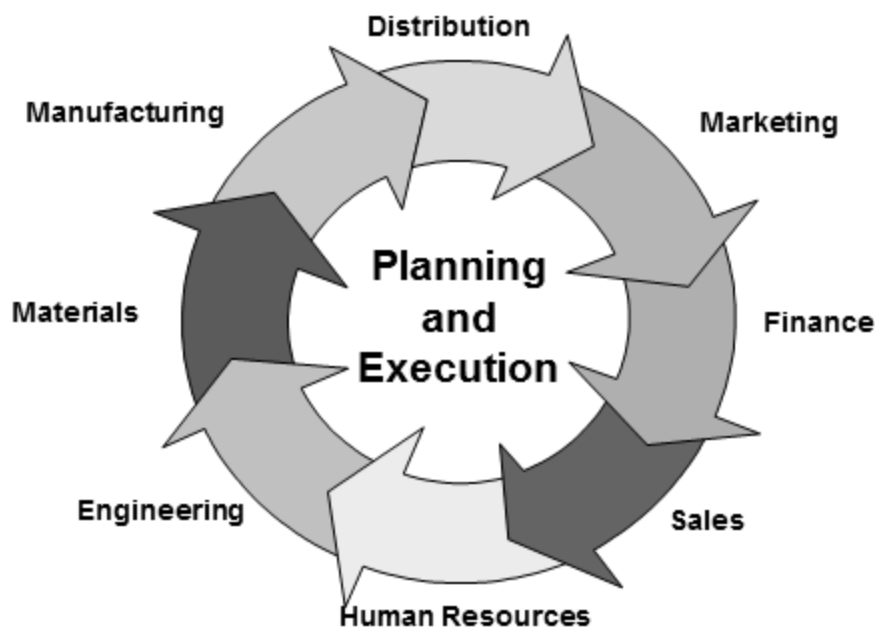 Distribution
Manufacturing
Marketing
Planning
and
Execution
Materials
Finance
Engineering
Sales
Human Resources